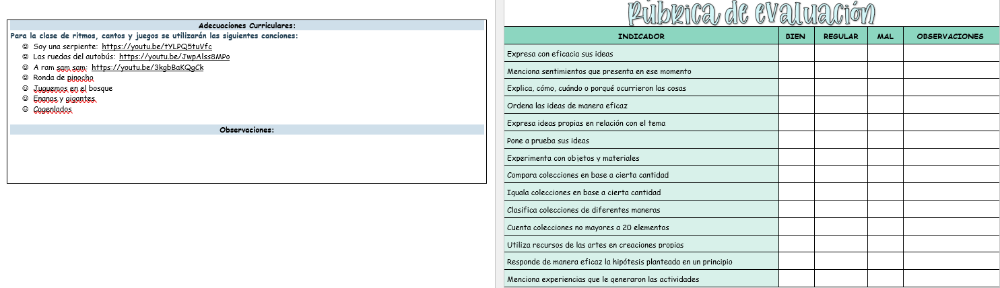 Adecuaciones Curriculares:
Para la clase de ritmos, cantos y juegos se utilizarán las siguientes canciones:
☺ Soy una serpiente: https://youtu.be/tYLPQ5tuVfc
☺ Las ruedas del autobús: https://youtu.be/JwpAlss8MPo
☺ A ram sam sam: https://youtu.be/3kgbBaKQgCk
☺ Ronda de pinocho
☺ Juguemos en el bosque
☺ Enanos y gigantes
☺ Cogenlados
Observaciones:
Rúbrica de evaluación
INDICADOR BIEN REGULAR MAL OBSERVACIONES
Expresa con eficacia sus ideas
Menciona sentimientos que presenta en ese momento
Explica, cómo, cuándo o porqué ocurrieron las cosas
Ordena las ideas de manera eficaz
Expresa ideas propias en relación con el tema
Pone a prueba sus ideas
Experimenta con objetos y materiales
Compara colecciones en base a cierta cantidad
Iguala colecciones en base a cierta cantidad
Clasifica colecciones de diferentes maneras
Cuenta colecciones no mayores a 20 elementos
Utiliza recursos de las artes en creaciones propias
Responde de manera eficaz la hipótesis planteada en un principio
Menciona experiencias que le generaron las actividades